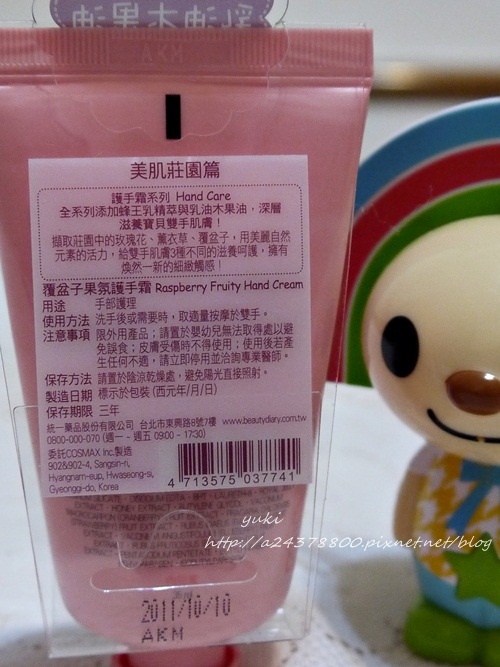 AKM
美肌莊園篇
護手霜系列 Hand Care
全系列添加蜂王乳精萃與乳油木果油，深層
滋養寶貝雙手肌膚！
擷取莊園中的玫瑰花、薰衣草、覆盆子，用美麗自然
元素的活力，給雙手肌膚3種不同的滋養呵護，擁有
煥然一新的細緻觸感！
覆盆子果氛護手霜 Raspberry Fruity Hand Cream
用途 手部護理
使用方法 洗手後或需要時，取適量按摩於雙手。
注意事項 限外用產品；請置於嬰幼兒無法取得處以避
免誤食；皮膚受傷時不得使用；使用後若產
生任何不適，請立即停用並洽詢專業醫師。
保存方法 請置於陰涼乾燥處，避免陽光直接照射。
製造日期 標示於包裝 (西元年/月/日)
保存期限 三年
統一藥品股份有限公司 台北市東興路8號7樓 www.beautydiary.com.tw
0800-000-070 (週一 - 週五 09:00 - 17:30)
委託COSMAX Inc.製造
902&902-4, Sangsin-ri,
Hyangnam-eup, Hwaseong-si,
Gyeonggi-do, Korea
4 713575 037741
yuki
http://a24378800.pixnet.net/blog
2011/10/10
AKM